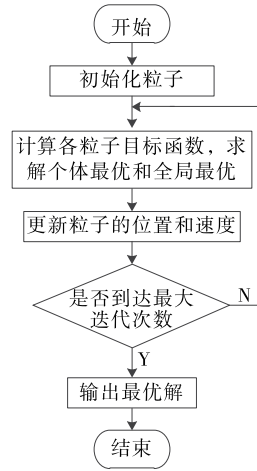 开始
初始化粒子
计算各粒子目标函数，求
解个体最优和全局最优
更新粒子的位置和速度
是否到达最大
迭代次数
N
Y
输出最优解
结束